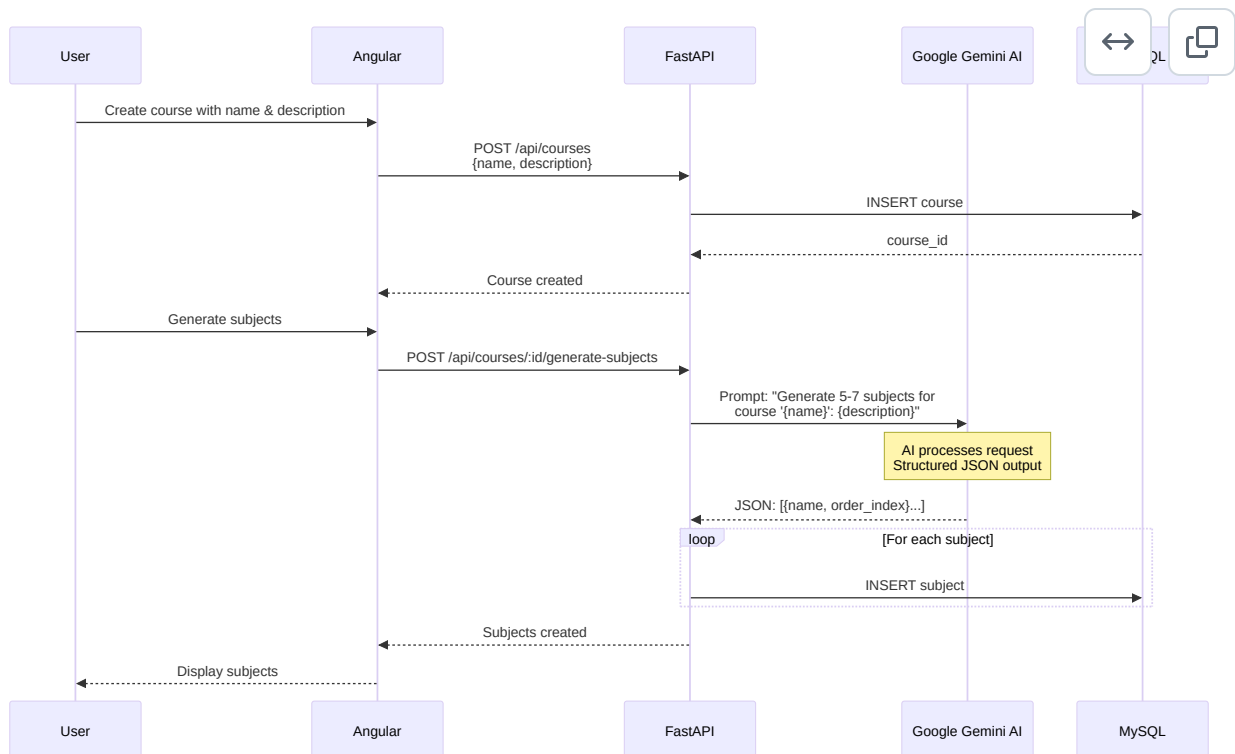 User
Angular
FastAPI
Google Gemini AI
QL
Create course with name & description
POST /api/courses
{name, description}
INSERT course
course_id
Course created
Generate subjects
POST /api/courses/:id/generate-subjects
Prompt: "Generate 5-7 subjects for
course '{name}': {description}"
AI processes request
Structured JSON output
JSON: [{name, order_index}...]
loop
[For each subject]
INSERT subject
Subjects created
Display subjects
User
Angular
FastAPI
Google Gemini AI
MySQL